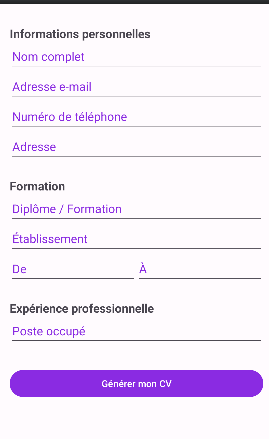 Informations personnelles
Nom complet
Adresse e-mail
Numéro de téléphone
Adresse
Formation
Diplôme / Formation
Établissement
De À
Expérience professionnelle
Poste occupé
Générer mon CV